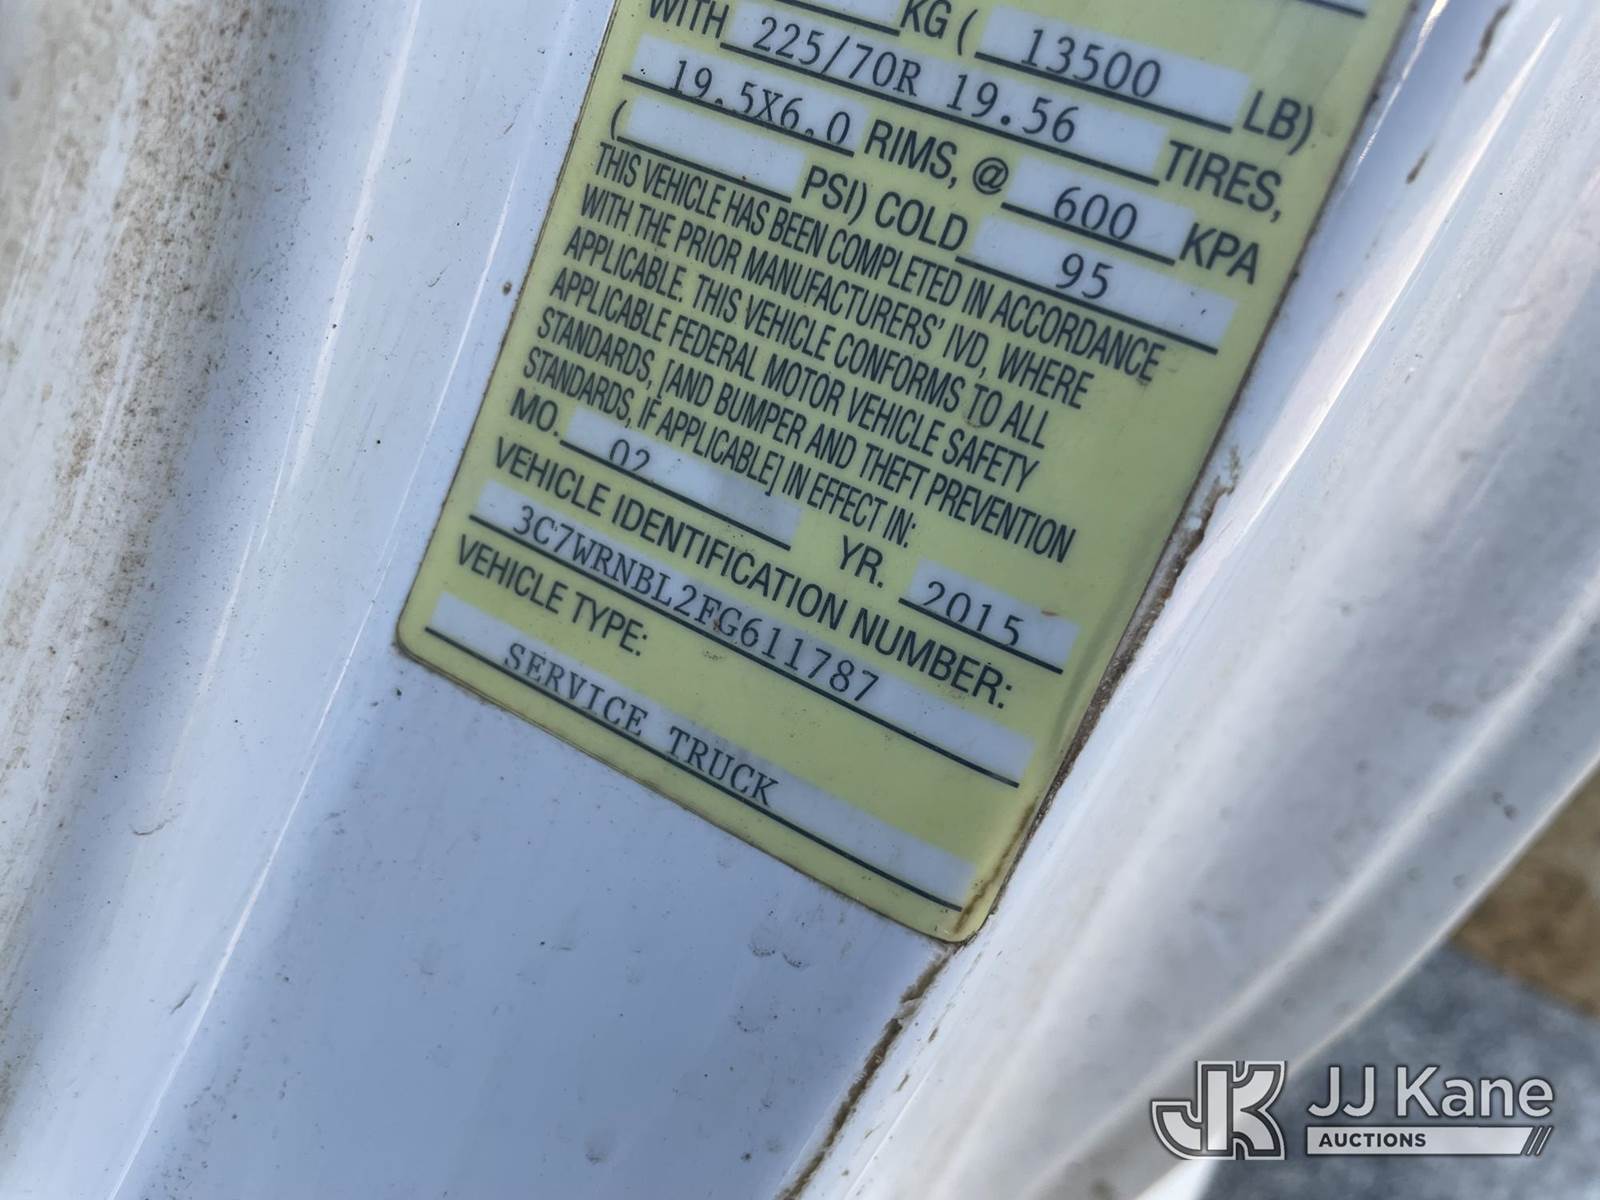 KG ( 13500 LB)
WITH 225/70R 19.56 TIRES,
19.5X6.0 RIMS, @ 600 KPA
( PSI) COLD 95
THIS VEHICLE HAS BEEN COMPLETED IN ACCORDANCE
WITH THE PRIOR MANUFACTURERS' IVD, WHERE
APPLICABLE. THIS VEHICLE CONFORMS TO ALL
APPLICABLE FEDERAL MOTOR VEHICLE SAFETY
STANDARDS, [AND BUMPER AND THEFT PREVENTION
STANDARDS, IF APPLICABLE] IN EFFECT IN:
MO. 02 YR. 2015
VEHICLE IDENTIFICATION NUMBER:
3C7WRNBL2FG611787
VEHICLE TYPE:
SERVICE TRUCK
JK JJ Kane
AUCTIONS